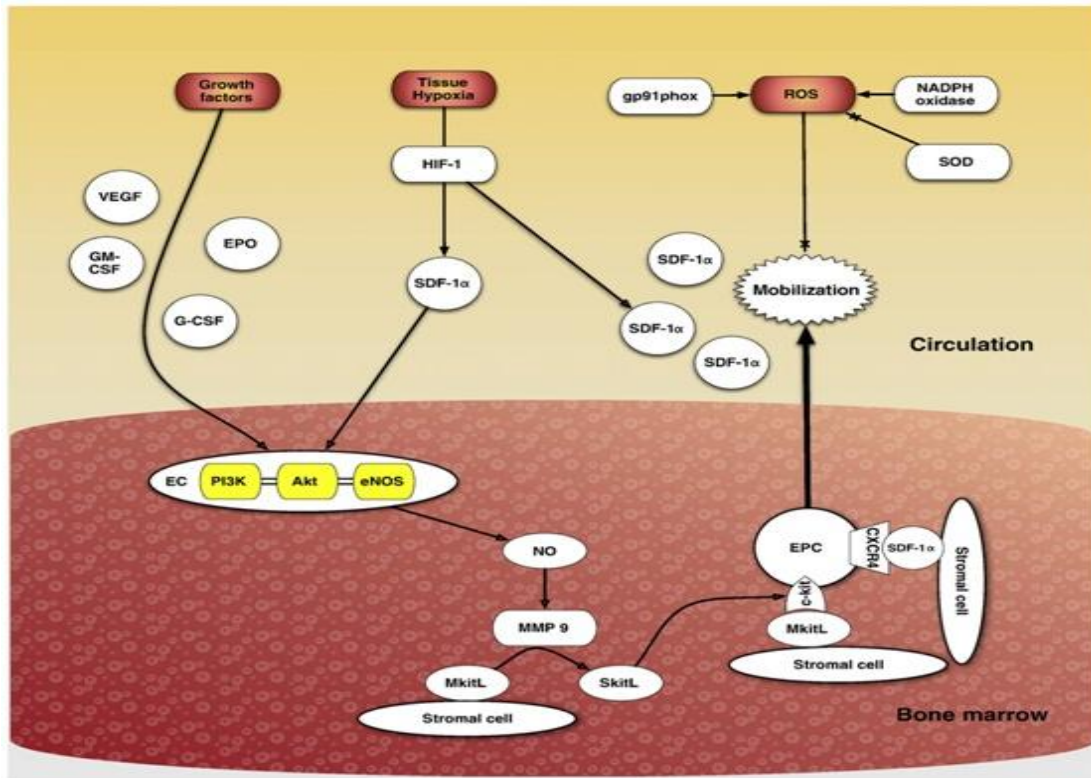 Growth
factors
Tissue
Hypoxia
gp91phox
ROS
NADPH
oxidase
SOD
HIF-1
VEGF
EPO
GM-
CSF
G-CSF
SDF-1α
SDF-1α
SDF-1α
SDF-1α
Mobilization
Circulation
EC
PI3K
Akt
eNOS
NO
MMP 9
MkitL
SkitL
Stromal cell
EPC
CXCR4
SDF-1α
Stromal cell
c-kit
MkitL
Stromal cell
Bone marrow